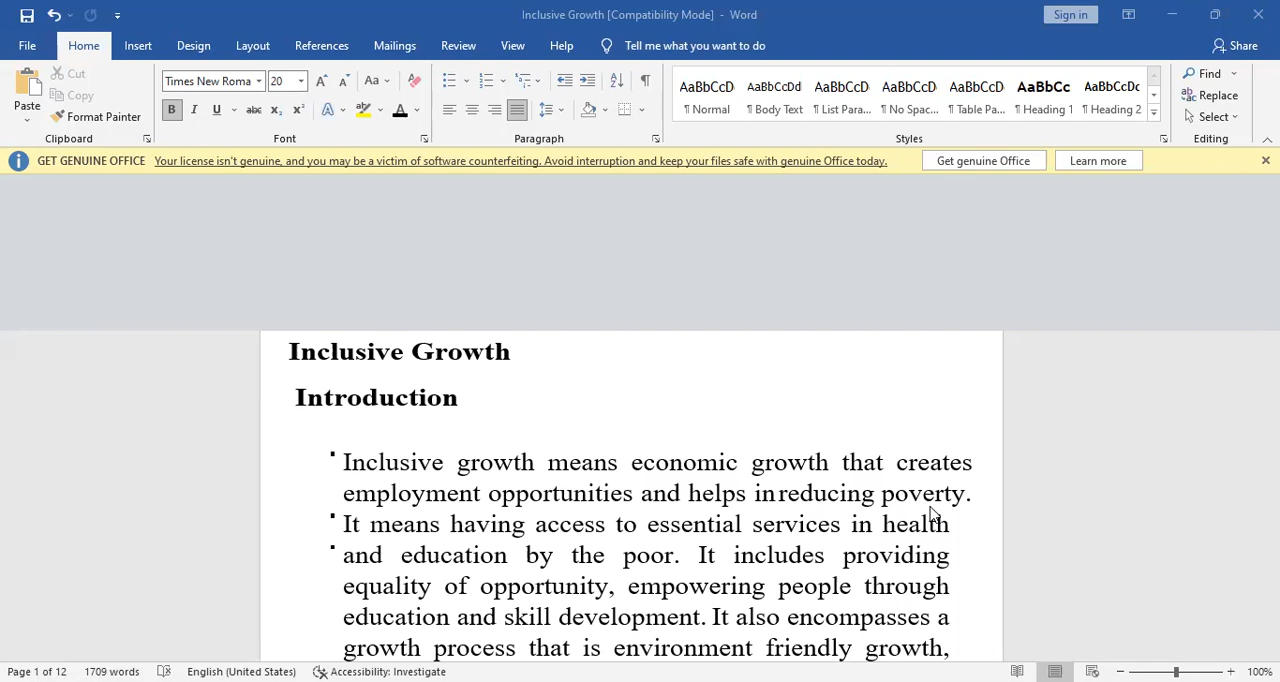 Inclusive Growth [Compatibility Mode] - Word
Sign in
File Home Insert Design Layout References Mailings Review View Help Tell me what you want to do Share
Paste
Cut
Copy
Format Painter
Clipboard
Times New Roma 20
Font
Paragraph
AaBbCcD AaBbCcD AaBbCcD AaBbCcD AaBbCcD AaBbCc AaBbCcDc
¶ Normal ¶ Body Text ¶ List Para... ¶ No Spac... ¶ Table Pa... ¶ Heading 1 ¶ Heading 2
Styles
Find
Replace
Select
Editing
GET GENUINE OFFICE Your license isn't genuine, and you may be a victim of software counterfeiting. Avoid interruption and keep your files safe with genuine Office today. Get genuine Office Learn more
Inclusive Growth
Introduction
Inclusive growth means economic growth that creates
employment opportunities and helps in reducing poverty.
It means having access to essential services in health
and education by the poor. It includes providing
equality of opportunity, empowering people through
education and skill development. It also encompasses a
growth process that is environment friendly growth,
Page 1 of 12 1709 words English (United States) Accessibility: Investigate 100%